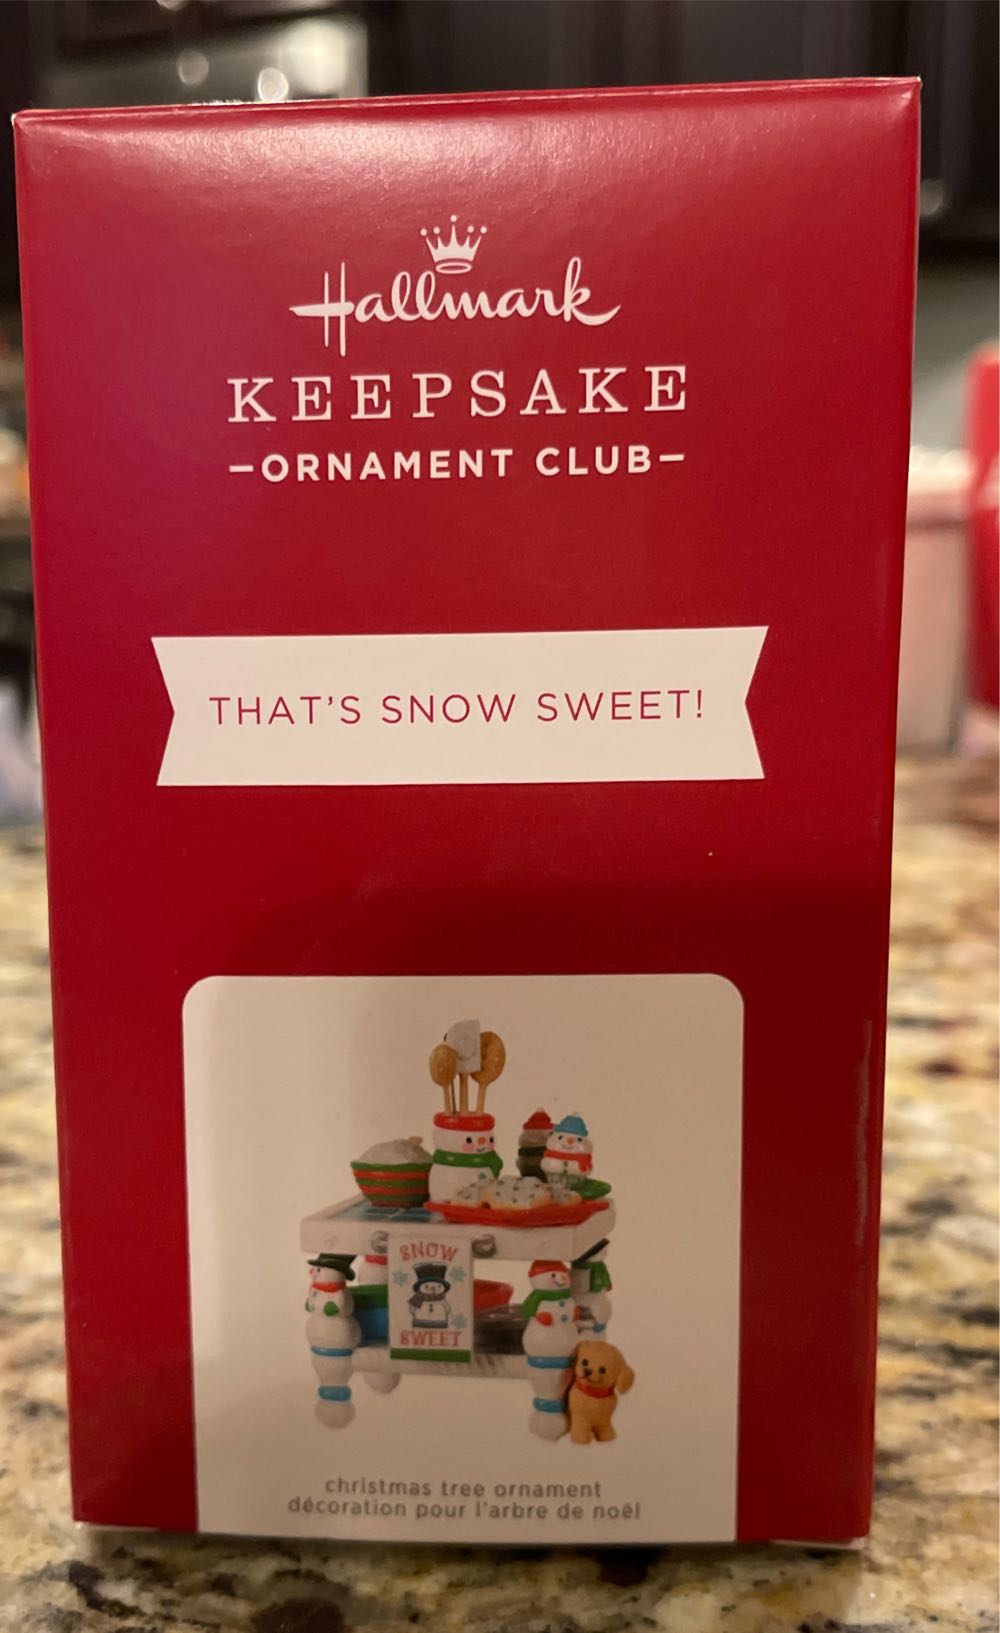 Hallmark
KEEPSAKE
–ORNAMENT CLUB–
THAT'S SNOW SWEET!
SNOW
SWEET
christmas tree ornament
décoration pour l'arbre de noël